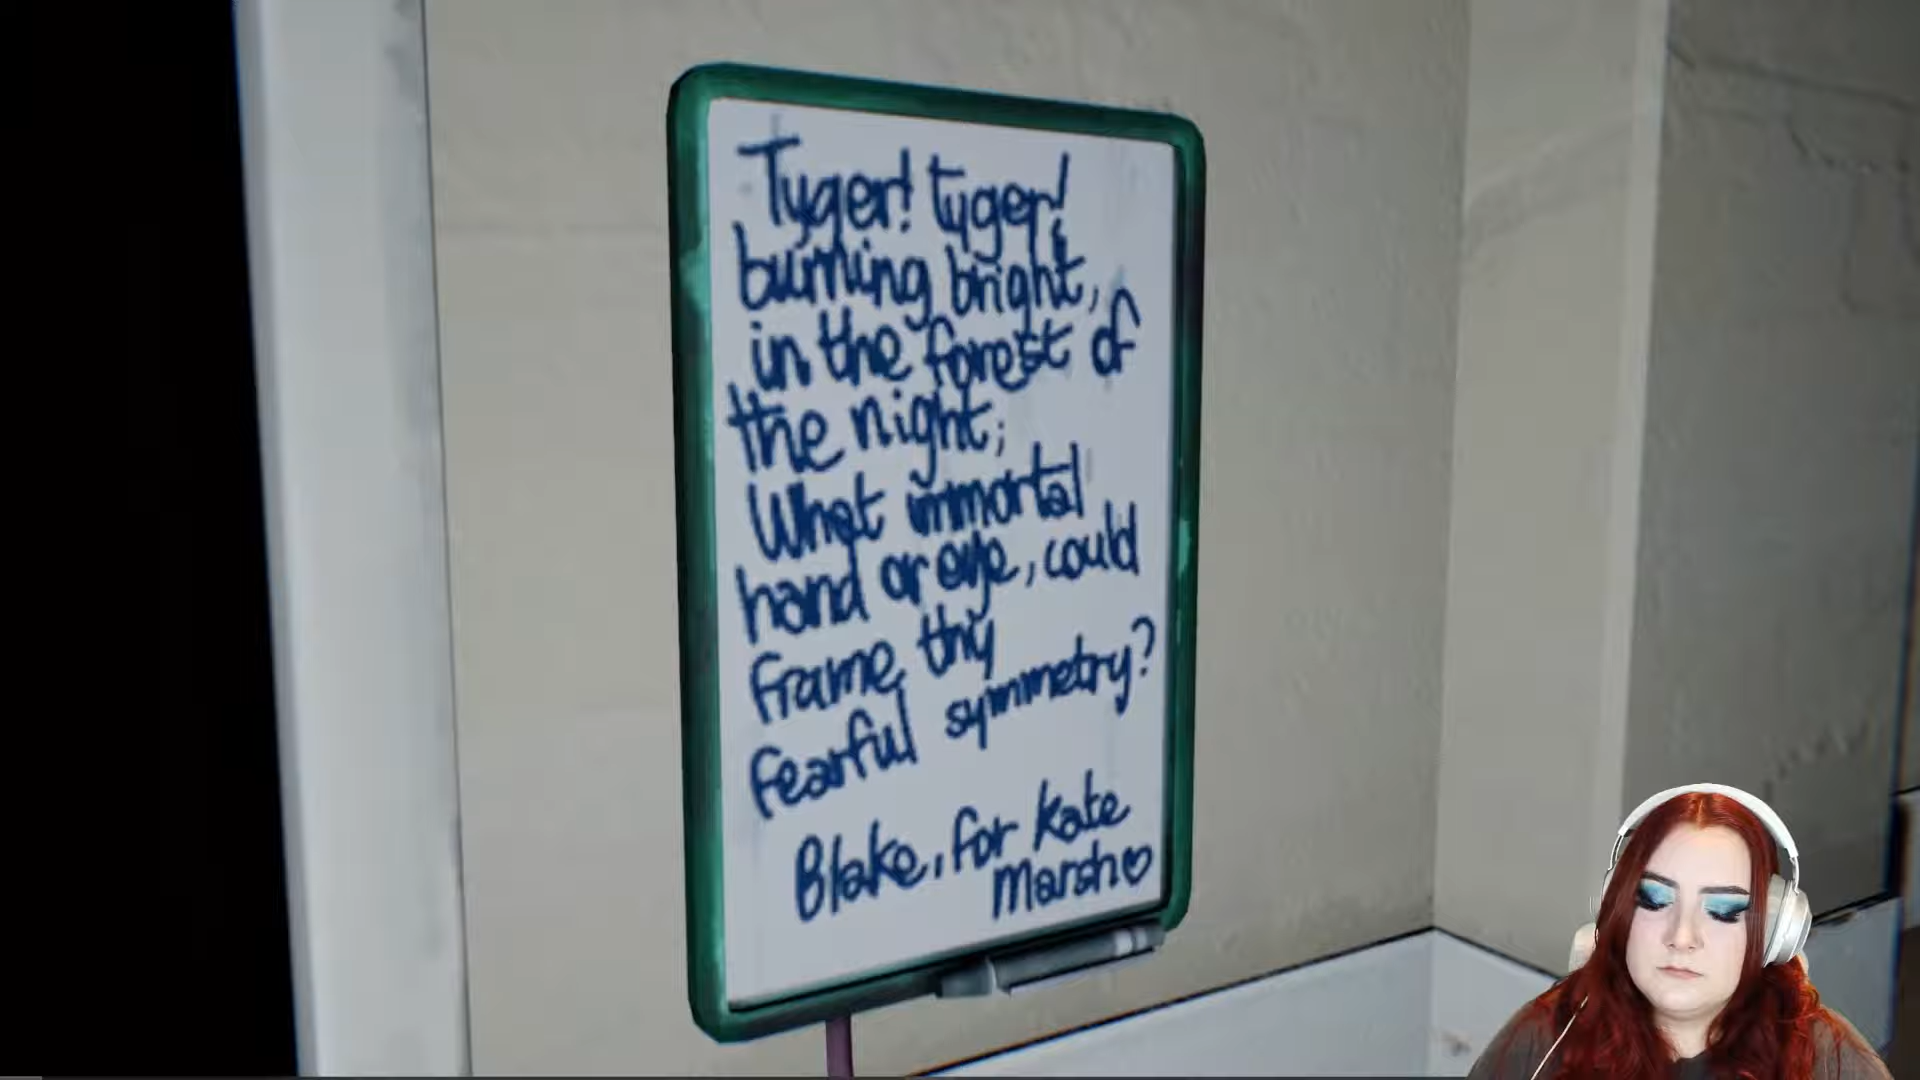 Tyger! tyger!
burning bright,
in the forest of
the night;
What immortal
hand or eye, could
frame thy
fearful symmetry?
Blake, for Kate
Marsh♡